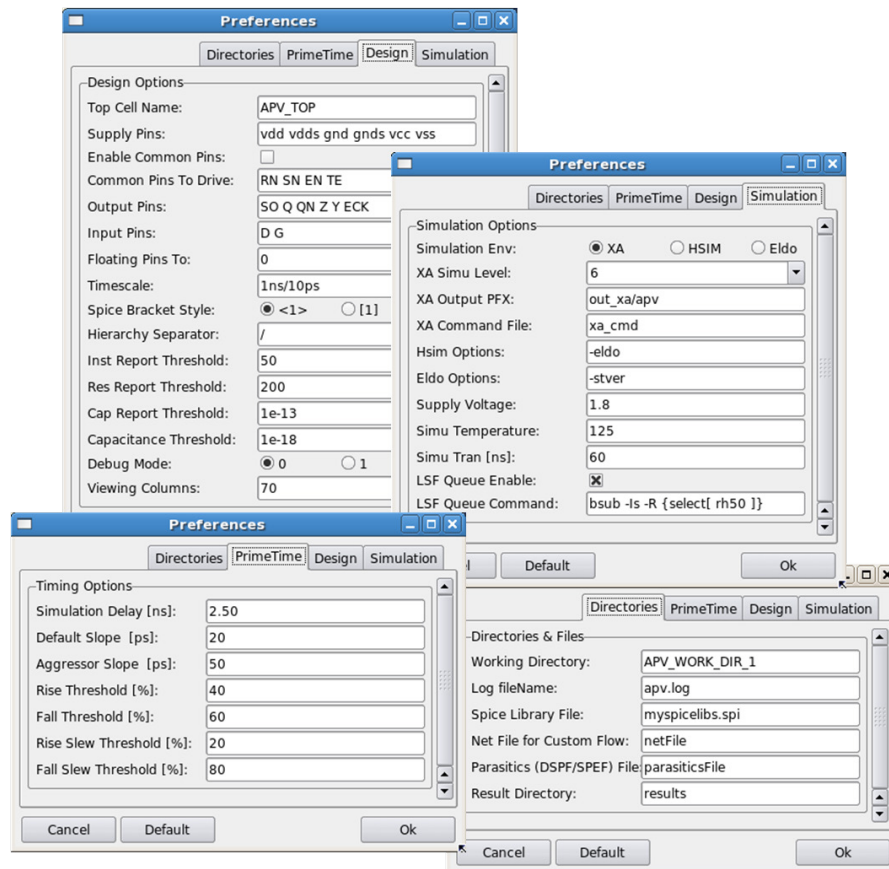 Preferences
Directories PrimeTime Design Simulation
Design Options
Top Cell Name: APV_TOP
Supply Pins: vdd vdds gnd gnds vcc vss
Enable Common Pins:
Common Pins To Drive: RN SN EN TE
Output Pins: SO Q QN Z Y ECK
Input Pins: D G
Floating Pins To: 0
Timescale: 1ns/10ps
Spice Bracket Style: <1> [1]
Hierarchy Separator: /
Inst Report Threshold: 50
Res Report Threshold: 200
Cap Report Threshold: 1e-13
Capacitance Threshold: 1e-18
Debug Mode: 0 1
Viewing Columns: 70
Preferences
Directories PrimeTime Design Simulation
Simulation Options
Simulation Env: XA HSIM Eldo
XA Simu Level: 6
XA Output PFX: out_xa/apv
XA Command File: xa_cmd
Hsim Options: -eldo
Eldo Options: -stver
Supply Voltage: 1.8
Simu Temperature: 125
Simu Tran [ns]: 60
LSF Queue Enable:
LSF Queue Command: bsub -Is -R {select[ rh50 ]}
Default Ok
Preferences
Directories PrimeTime Design Simulation
Timing Options
Simulation Delay [ns]: 2.50
Default Slope [ps]: 20
Aggressor Slope [ps]: 50
Rise Threshold [%]: 40
Fall Threshold [%]: 60
Rise Slew Threshold [%]: 20
Fall Slew Threshold [%]: 80
Cancel Default Ok
Directories PrimeTime Design Simulation
Directories & Files
Working Directory: APV_WORK_DIR_1
Log fileName: apv.log
Spice Library File: myspicelibs.spi
Net File for Custom Flow: netFile
Parasitics (DSPF/SPEF) File: parasiticsFile
Result Directory: results
Cancel Default Ok